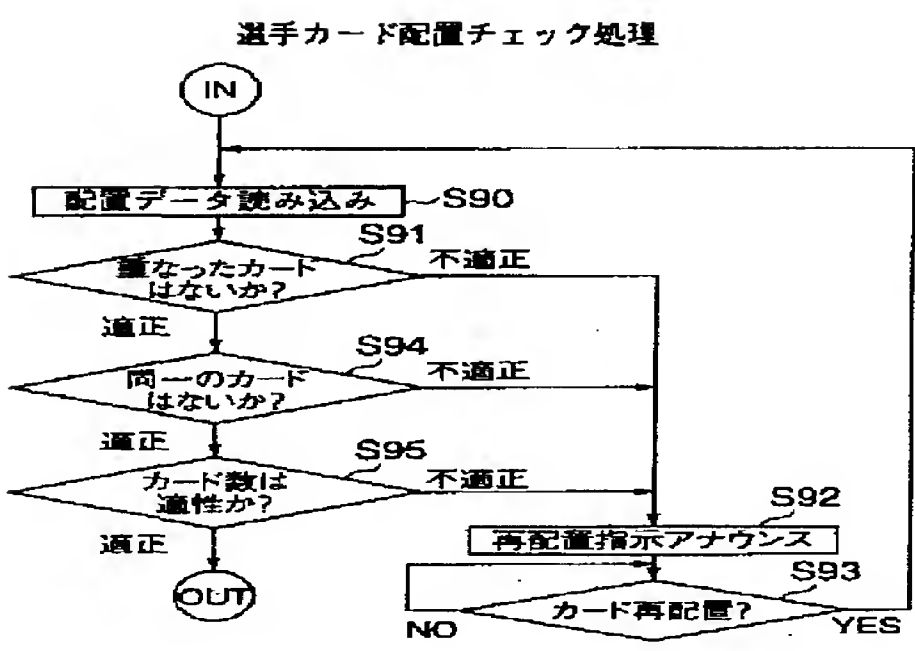 選手カード配置チェック処理
IN
配置データ読み込み
S90
S91
重なったカード
はないか?
不適正
適正
S94
同一のカード
はないか?
不適正
適正
S95
カード数は
適性か?
不適正
適正
OUT
S92
再配置指示アナウンス
S93
カード再配置?
NO
YES